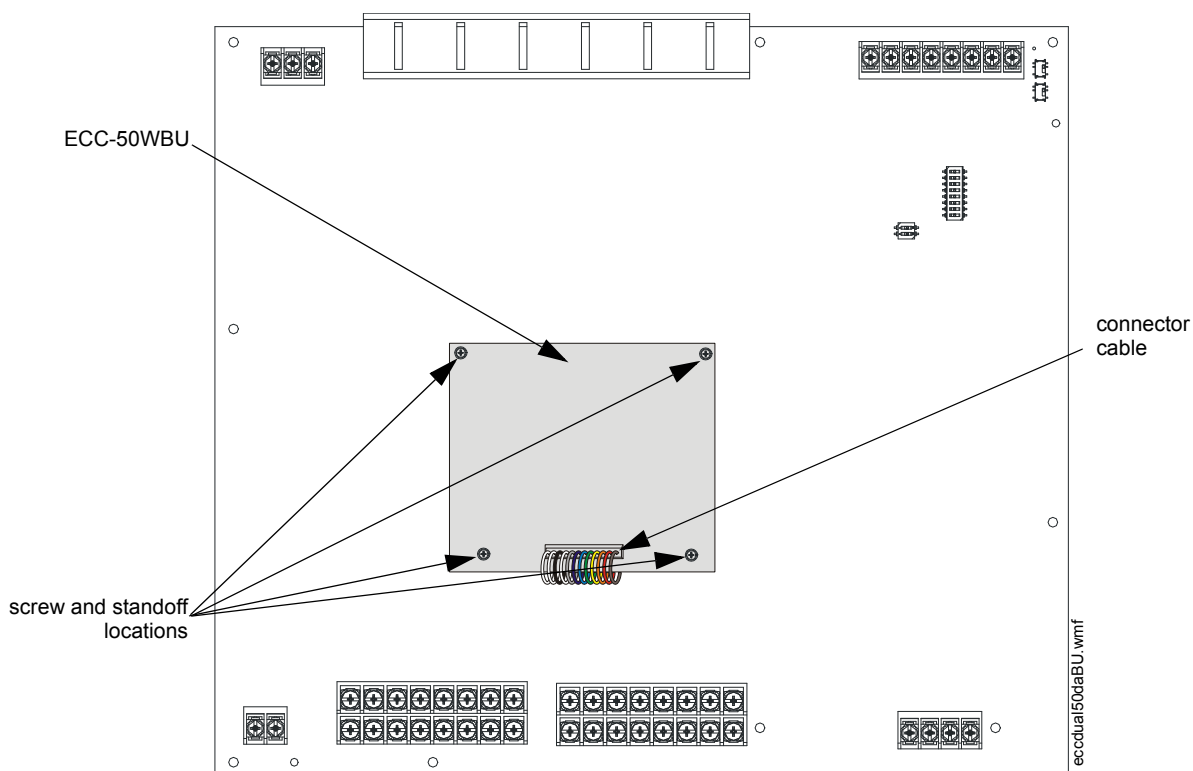 ECC-50WBU
connector
cable
screw and standoff
locations
eccdual50daBU.wmf